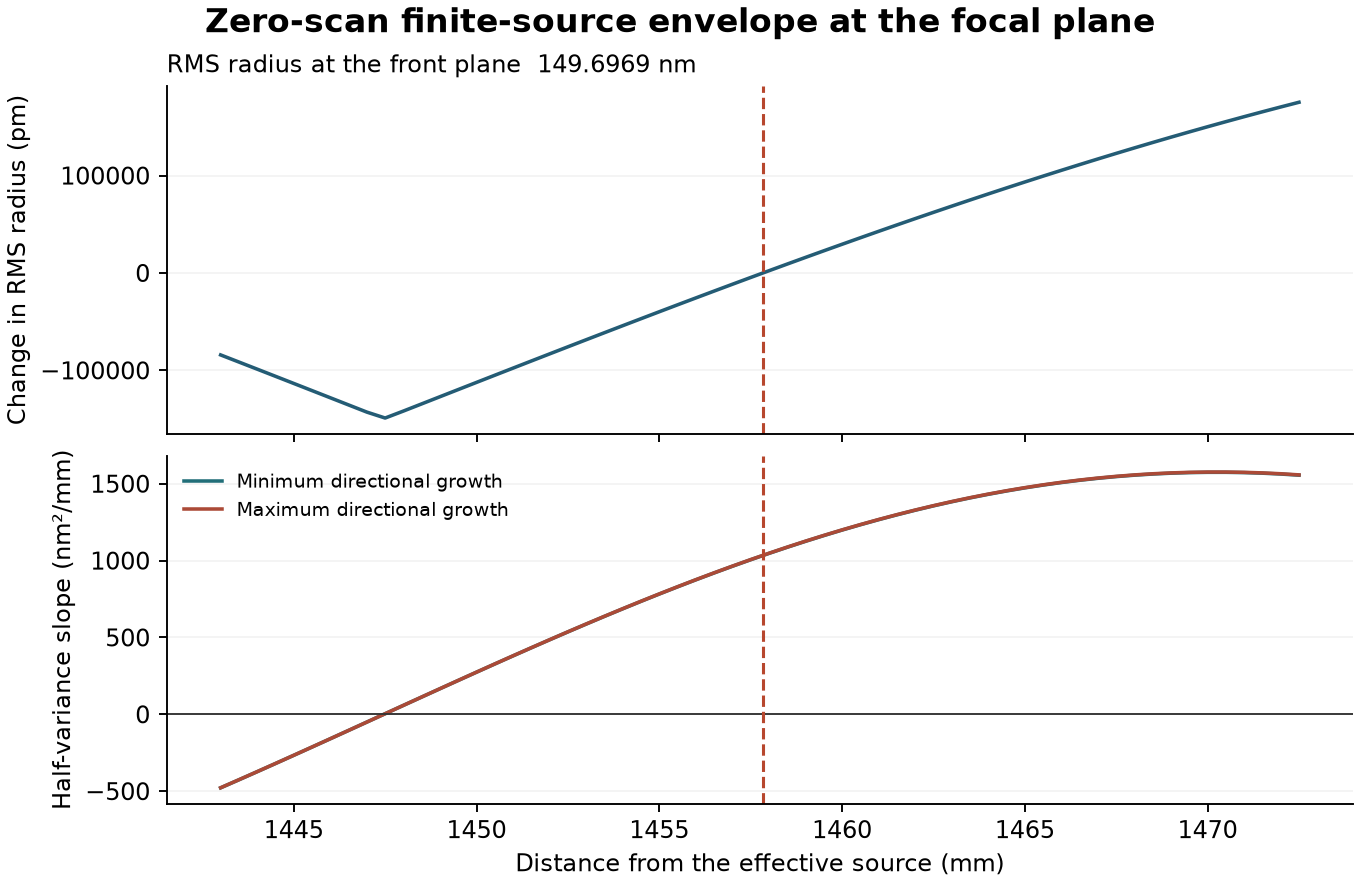 Zero-scan finite-source envelope at the focal plane
RMS radius at the front plane  149.6969 nm
Change in RMS radius (pm)
100000
0
−100000
Half-variance slope (nm²/mm)
1500
1000
500
0
−500
Minimum directional growth
Maximum directional growth
1445
1450
1455
1460
1465
1470
Distance from the effective source (mm)